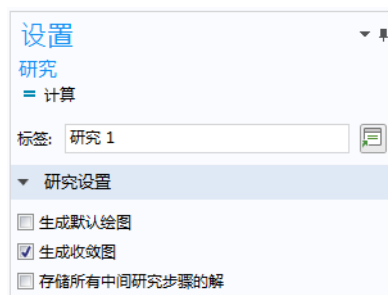 设置
研究
= 计算
标签: 研究 1
研究设置
生成默认绘图
生成收敛图
存储所有中间研究步骤的解